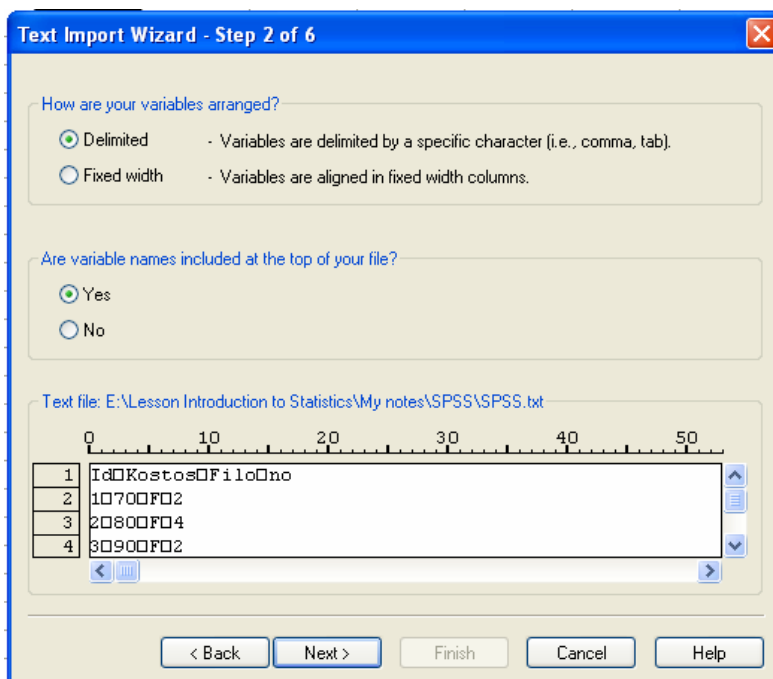 Text Import Wizard - Step 2 of 6
How are your variables arranged?
Delimited - Variables are delimited by a specific character (i.e., comma, tab).
Fixed width - Variables are aligned in fixed width columns.
Are variable names included at the top of your file?
Yes
No
Text file: E:\Lesson Introduction to Statistics\My notes\SPSS\SPSS.txt
0 10 20 30 40 50
1 Id□Kostos□Filo□no
2 1□70□F□2
3 2□80□F□4
4 3□90□F□2
< Back Next > Finish Cancel Help